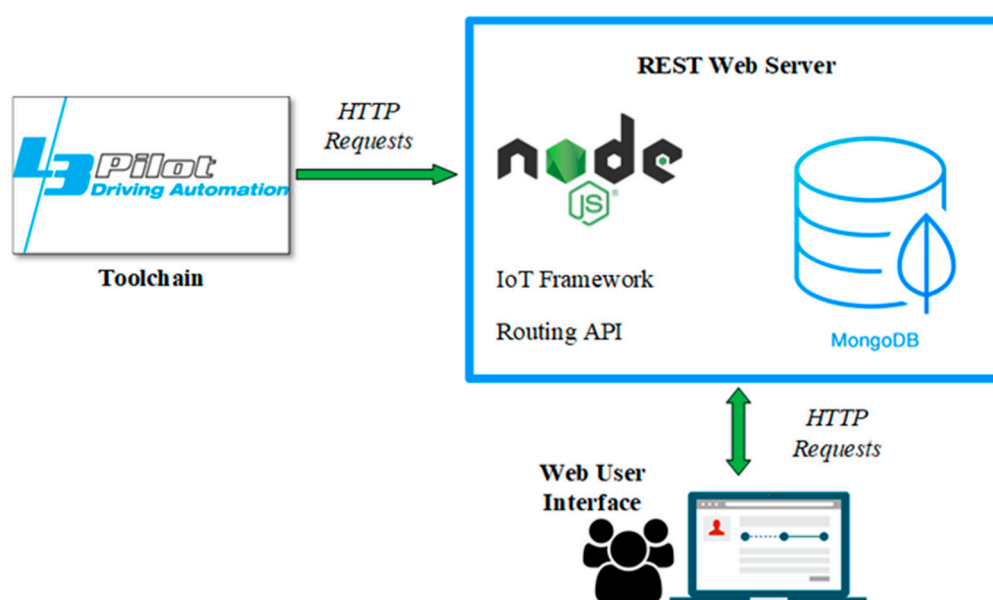 L3Pilot
Driving Automation
Toolchain
HTTP
Requests
REST Web Server
node
JS
IoT Framework
Routing API
MongoDB
HTTP
Requests
Web User
Interface